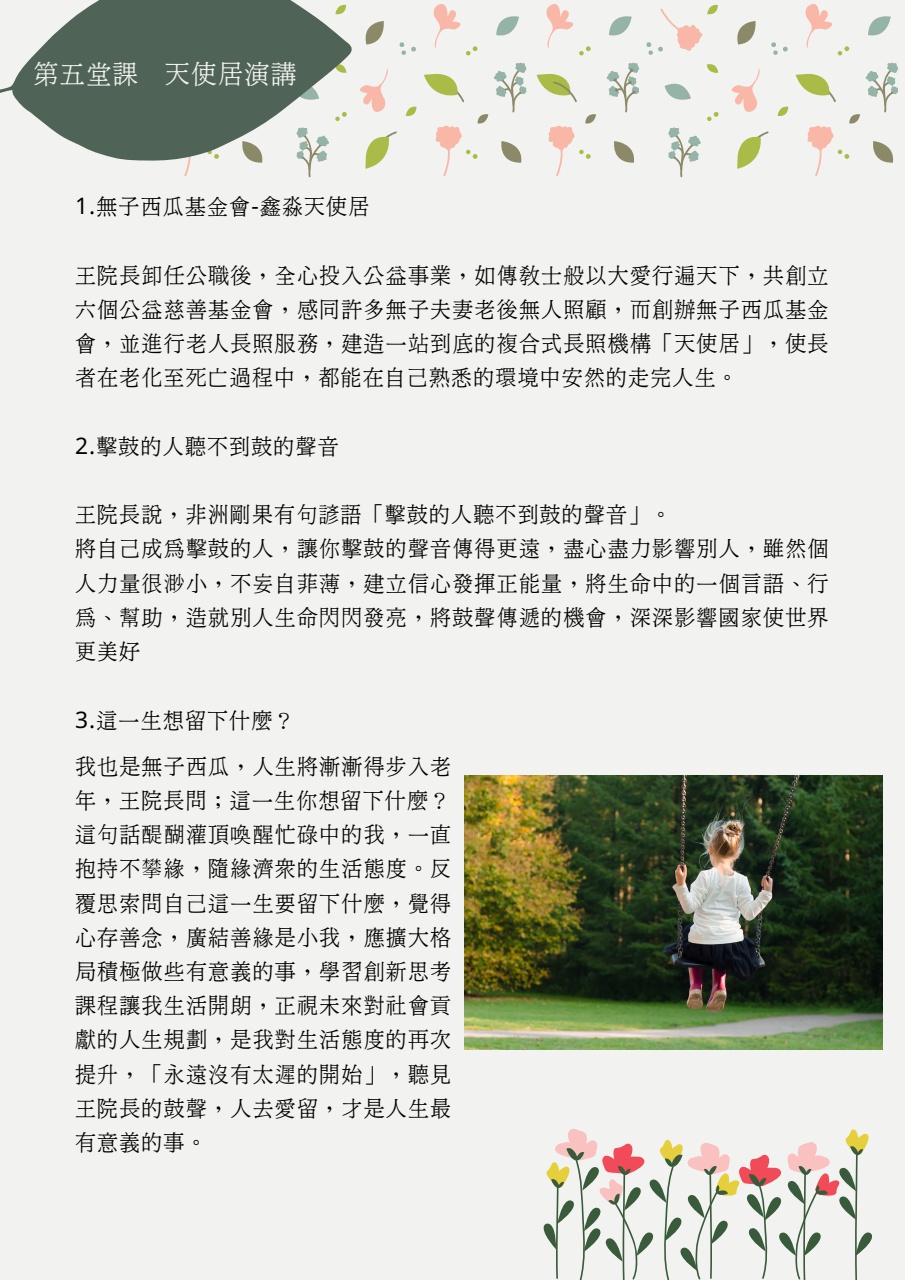 第五堂課　天使居演講
1.無子西瓜基金會-鑫淼天使居
王院長卸任公職後，全心投入公益事業，如傳教士般以大愛行遍天下，共創立
六個公益慈善基金會，感同許多無子夫妻老後無人照顧，而創辦無子西瓜基金
會，並進行老人長照服務，建造一站到底的複合式長照機構「天使居」，使長
者在老化至死亡過程中，都能在自己熟悉的環境中安然的走完人生。
2.擊鼓的人聽不到鼓的聲音
王院長說，非洲剛果有句諺語「擊鼓的人聽不到鼓的聲音」。
將自己成為擊鼓的人，讓你擊鼓的聲音傳得更遠，盡心盡力影響別人，雖然個
人力量很渺小，不妄自菲薄，建立信心發揮正能量，將生命中的一個言語、行
為、幫助，造就別人生命閃閃發亮，將鼓聲傳遞的機會，深深影響國家使世界
更美好
3.這一生想留下什麼？
我也是無子西瓜，人生將漸漸得步入老
年，王院長問；這一生你想留下什麼？
這句話醍醐灌頂喚醒忙碌中的我，一直
抱持不攀緣，隨緣濟眾的生活態度。反
覆思索問自己這一生要留下什麼，覺得
心存善念，廣結善緣是小我，應擴大格
局積極做些有意義的事，學習創新思考
課程讓我生活開朗，正視未來對社會貢
獻的人生規劃，是我對生活態度的再次
提升，「永遠沒有太遲的開始」，聽見
王院長的鼓聲，人去愛留，才是人生最
有意義的事。